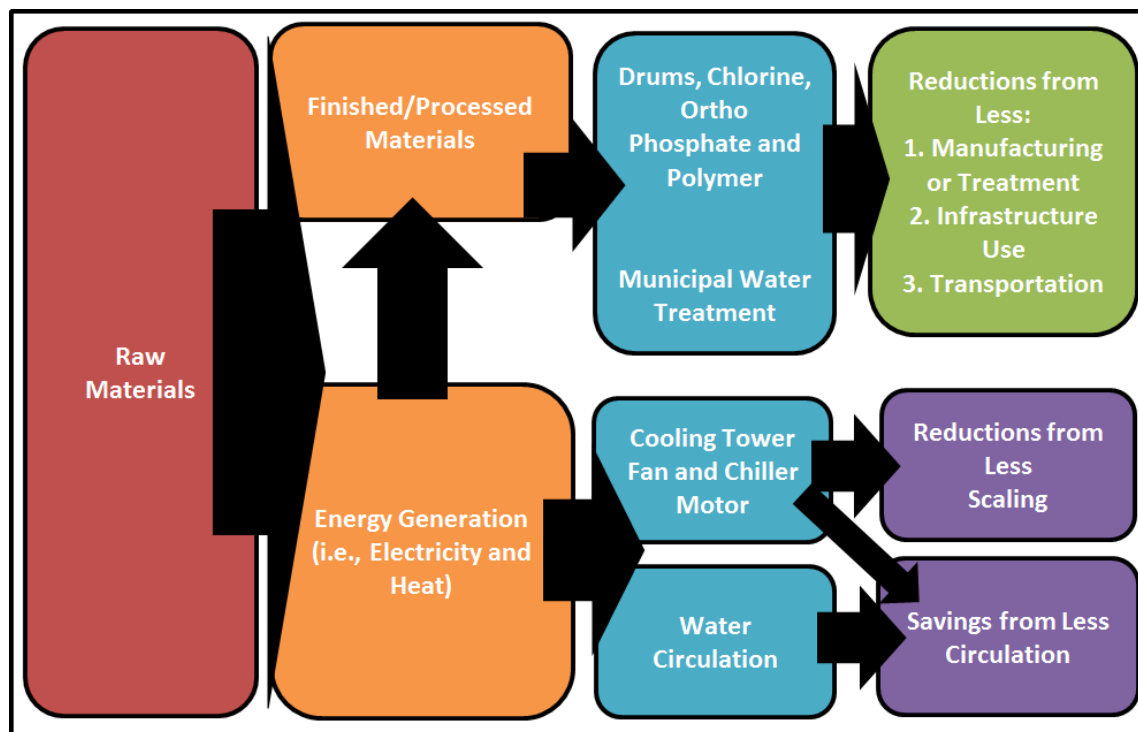 Raw
Materials
Finished/Processed
Materials
Energy Generation
(i.e., Electricity and
Heat)
Drums, Chlorine,
Ortho
Phosphate and
Polymer
Municipal Water
Treatment
Cooling Tower
Fan and Chiller
Motor
Water
Circulation
Reductions from
Less:
1. Manufacturing
or Treatment
2. Infrastructure
Use
3. Transportation
Reductions from
Less
Scaling
Savings from Less
Circulation